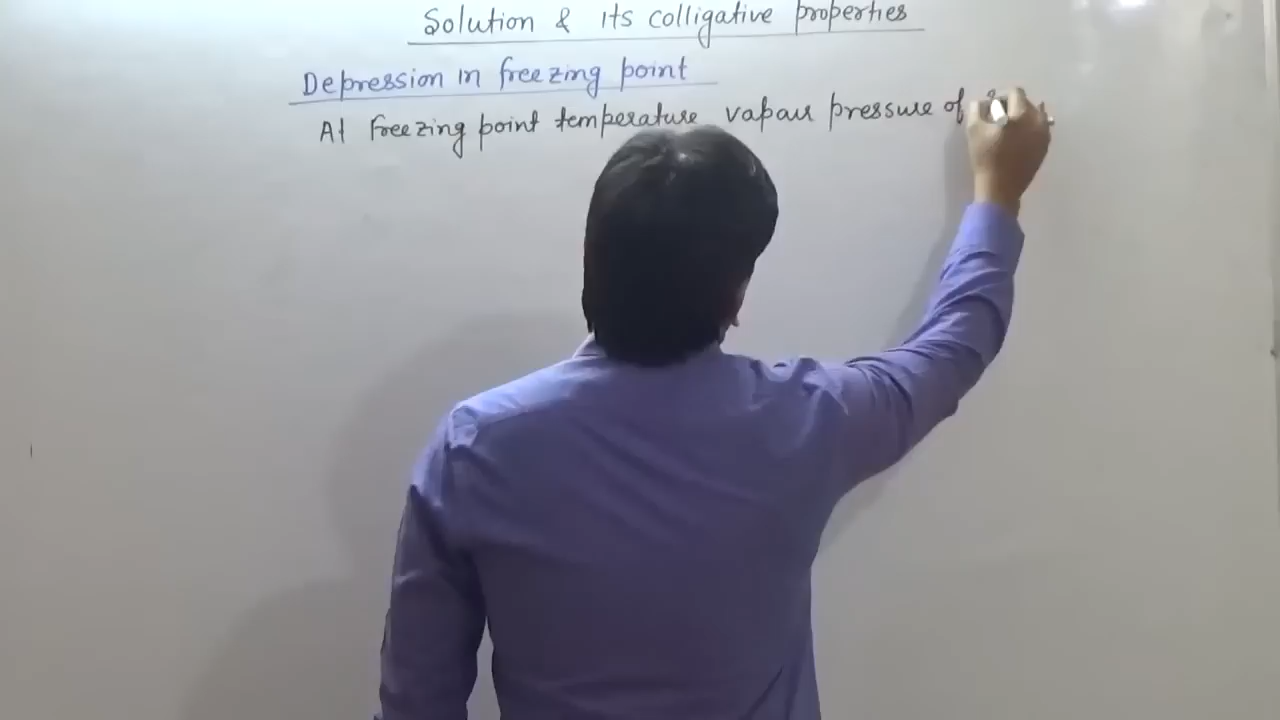 Solution & its colligative properties
Depression in freezing point
At freezing point temperature vapour pressure of